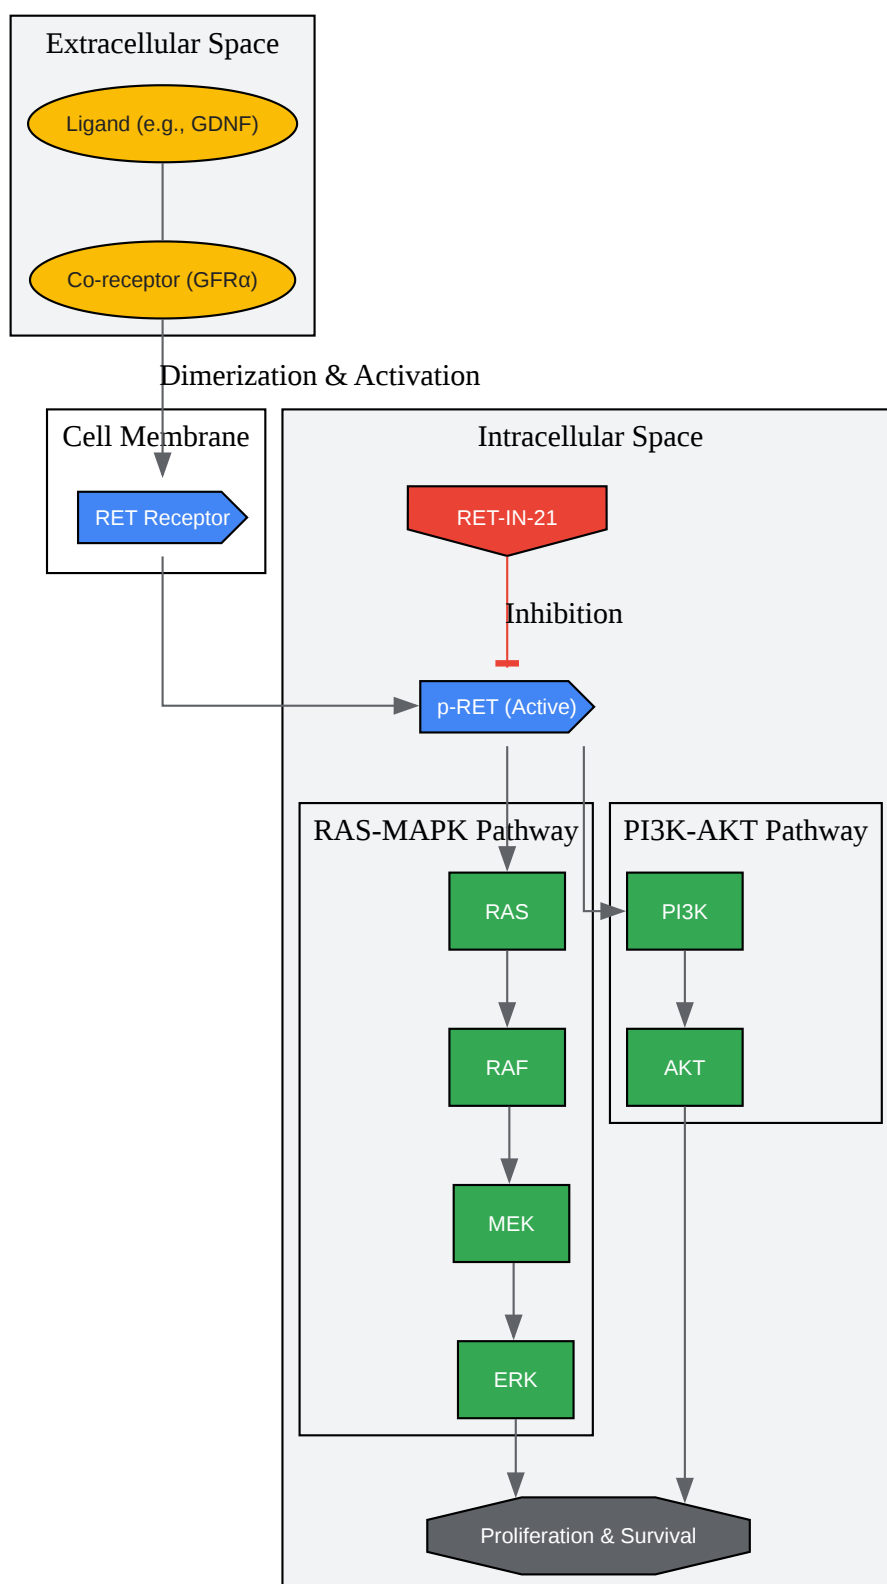 Extracellular Space
Ligand (e.g., GDNF)
Co-receptor (GFRα)
Dimerization & Activation
Cell Membrane
RET Receptor
Intracellular Space
RET-IN-21
Inhibition
p-RET (Active)
RAS-MAPK Pathway
RAS
RAF
MEK
ERK
PI3K-AKT Pathway
PI3K
AKT
Proliferation & Survival